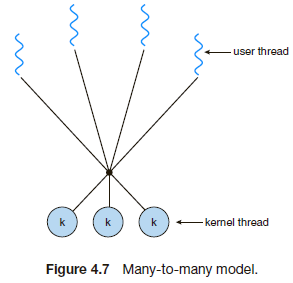 user thread
k
k
k
kernel thread
Figure 4.7 Many-to-many model.